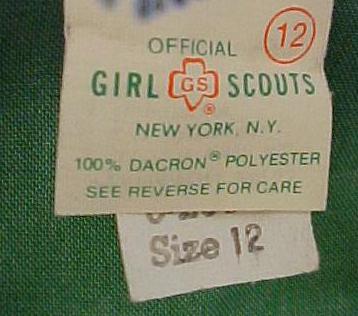 OFFICIAL 12
GIRL GS SCOUTS
®
NEW YORK, N.Y.
100% DACRON® POLYESTER
SEE REVERSE FOR CARE
Size 12